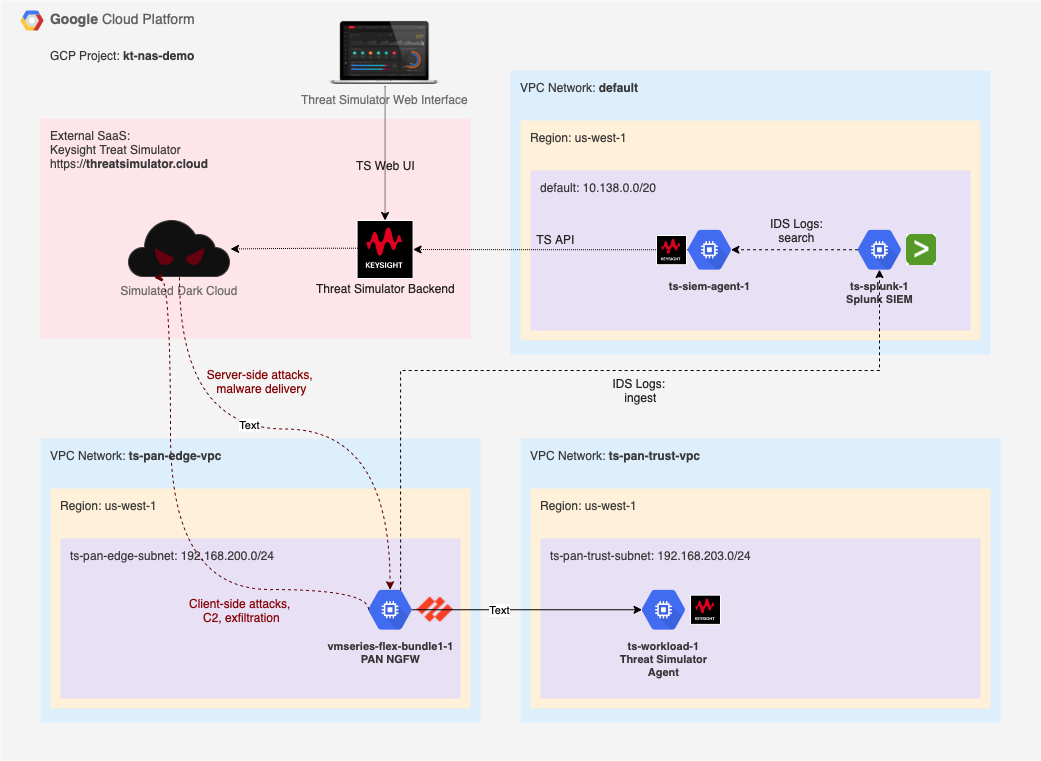 Google Cloud Platform
GCP Project: kt-nas-demo
Threat Simulator Web Interface
External SaaS:
Keysight Treat Simulator
https://threatsimulator.cloud
TS Web UI
KEYSIGHT
Threat Simulator Backend
Simulated Dark Cloud
VPC Network: default
Region: us-west-1
default: 10.138.0.0/20
TS API
KEYSIGHT
ts-siem-agent-1
IDS Logs:
search
>
ts-splunk-1
Splunk SIEM
Server-side attacks,
malware delivery
Text
IDS Logs:
ingest
VPC Network: ts-pan-edge-vpc
Region: us-west-1
ts-pan-edge-subnet: 192.168.200.0/24
Client-side attacks,
C2, exfiltration
vmseries-flex-bundle1-1
PAN NGFW
Text
VPC Network: ts-pan-trust-vpc
Region: us-west-1
ts-pan-trust-subnet: 192.168.203.0/24
KEYSIGHT
ts-workload-1
Threat Simulator
Agent